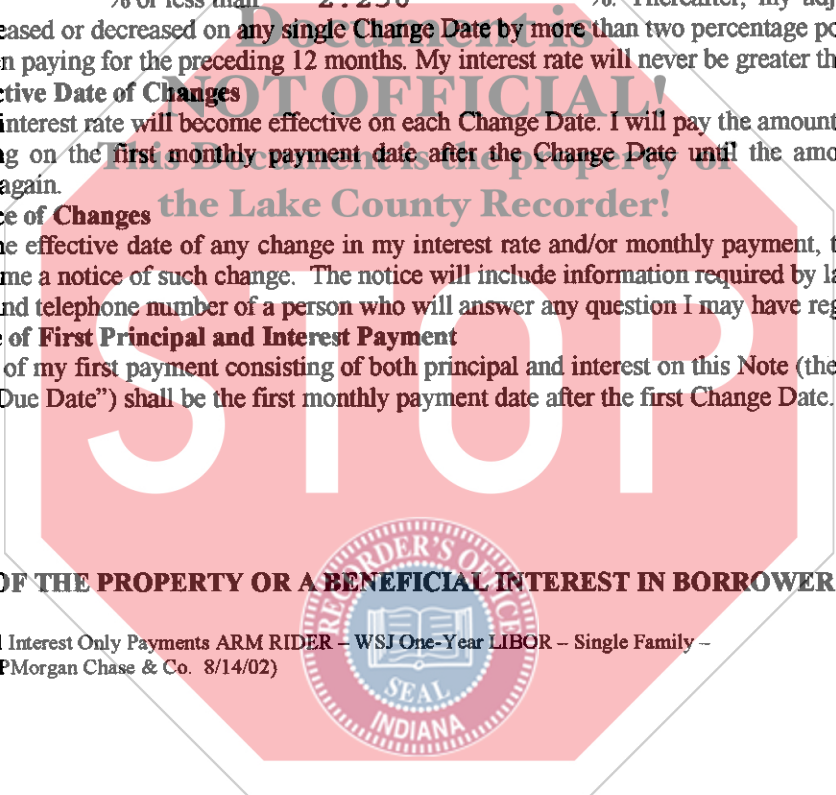 % or less than 2.250 %. Thereafter, my adj
eased or decreased on any single Change Date by more than two percentage po
Document is
n paying for the preceding 12 months. My interest rate will never be greater th
ctive Date of Changes
NOT OFFICIAL!
interest rate will become effective on each Change Date. I will pay the amount
g on the first monthly payment date after the Change Date until the amo
This Document is the property of
again.
e of Changes
the Lake County Recorder!
e effective date of any change in my interest rate and/or monthly payment, t
me a notice of such change. The notice will include information required by la
nd telephone number of a person who will answer any question I may have reg
of First Principal and Interest Payment
of my first payment consisting of both principal and interest on this Note (the
Due Date”) shall be the first monthly payment date after the first Change Date.
STOP
OF THE PROPERTY OR A BENEFICIAL INTEREST IN BORROWER
Interest Only Payments ARM RIDER – WSJ One-Year LIBOR – Single Family –
PMorgan Chase & Co. 8/14/02)
RECORDER'S OFFICE
SEAL
INDIANA